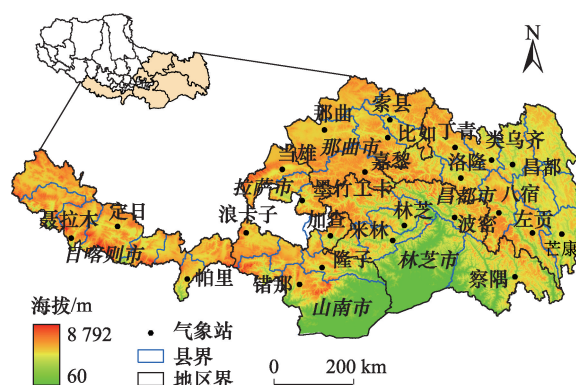 N
索县
那曲
比如
丁青
类乌齐
那曲市
当雄
嘉黎
洛隆
昌都
拉萨市
墨竹工卡
昌都市
八宿
聂拉木
定日
浪卡子
加查
林芝
波密
左贡
米林
芒康
日喀则市
隆子
林芝市
帕里
错那
察隅
山南市
海拔/m
8 792
60
气象站
县界
地区界
0 200 km